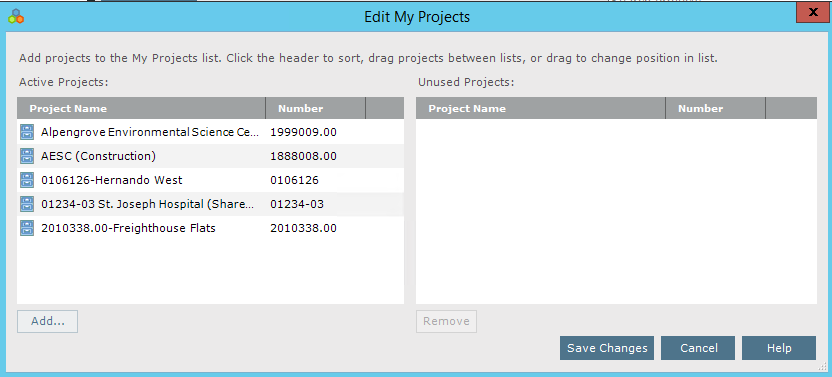 Edit My Projects
X
Add projects to the My Projects list. Click the header to sort, drag projects between lists, or drag to change position in list.
Active Projects:
Unused Projects:
Project Name Number
Project Name Number
Alpengrove Environmental Science Ce... 1999009.00
AESC (Construction) 1888008.00
0106126-Hernando West 0106126
01234-03 St. Joseph Hospital (Share... 01234-03
2010338.00-Freighthouse Flats 2010338.00
Add...
Remove
Save Changes
Cancel
Help